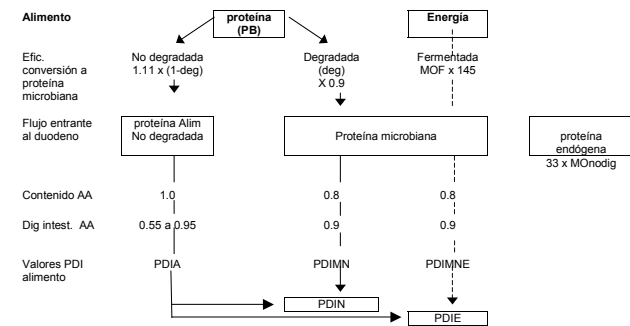 Alimento
proteína
(PB)
Energía
Efic.
conversión a
proteína
microbiana
No degradada
1.11 x (1-deg)
Degradada
(deg)
X 0.9
Fermentada
MOF x 145
Flujo entrante
al duodeno
proteína Alim
No degradada
Proteína microbiana
proteína
endógena
33 x MOnodig
Contenido AA
1.0
0.8
0.8
Dig intest. AA
0.55 a 0.95
0.9
0.9
Valores PDI
alimento
PDIA
PDIMN
PDIMNE
PDIN
PDIE